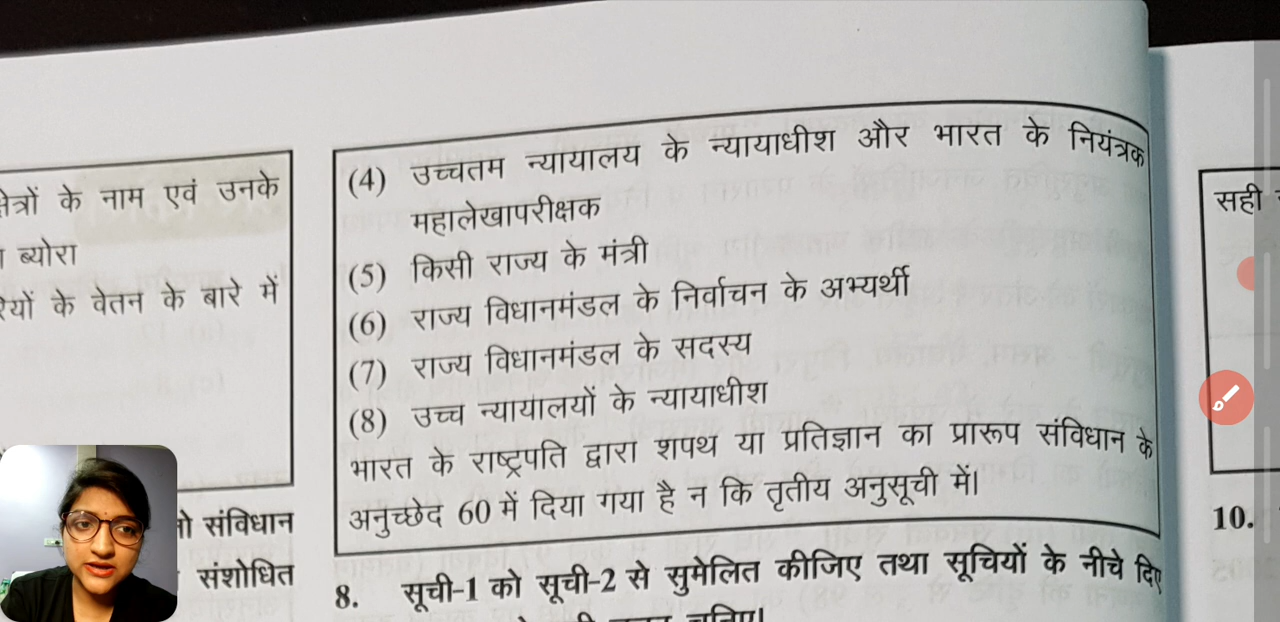 क्षेत्रों के नाम एवं उनके
ब्योरा
के वेतन के बारे में
संविधान
संशोधित
(4) उच्चतम न्यायालय के न्यायाधीश और भारत के नियंत्रक
महालेखापरीक्षक
(5) किसी राज्य के मंत्री
(6) राज्य विधानमंडल के निर्वाचन के अभ्यर्थी
(7) राज्य विधानमंडल के सदस्य
(8) उच्च न्यायालयों के न्यायाधीश
भारत के राष्ट्रपति द्वारा शपथ या प्रतिज्ञान का प्रारूप संविधान के
अनुच्छेद 60 में दिया गया है न कि तृतीय अनुसूची में।
8. सूची-1 को सूची-2 से सुमेलित कीजिए तथा सूचियों के नीचे दिए
सही
10.